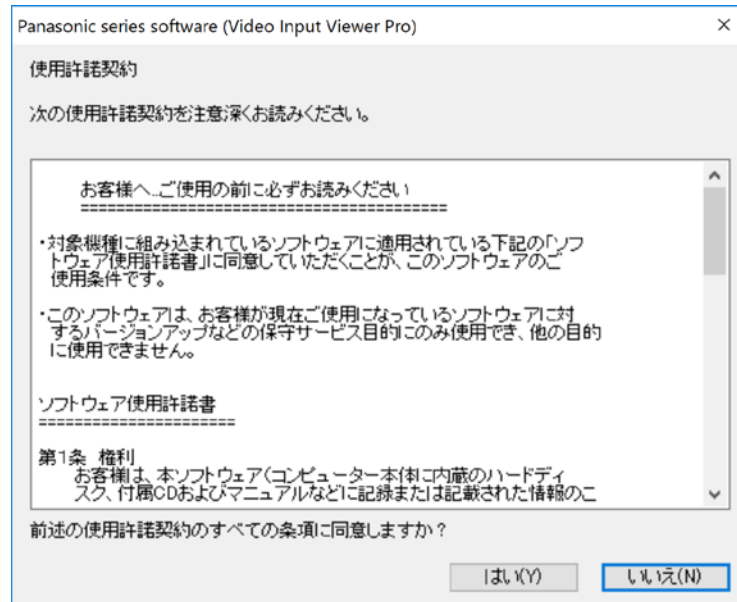 Panasonic series software (Video Input Viewer Pro)
使用許諾契約
次の使用許諾契約を注意深くお読みください。
お客様へ…ご使用の前に必ずお読みください
=========================================
・対象機種に組み込まれているソフトウェアに適用されている下記の「ソフ
トウェア使用許諾書」に同意していただくことが、このソフトウェアのご
使用条件です。
・このソフトウェアは、お客様が現在ご使用になっているソフトウェアに対
するバージョンアップなどの保守サービス目的にのみ使用でき、他の目的
に使用できません。
ソフトウェア使用許諾書
======================
第1条 権利
お客様は、本ソフトウェア(コンピューター本体に内蔵のハードディ
スク、付属CDおよびマニュアルなどに記録または記載された情報のこ
前述の使用許諾契約のすべての条項に同意しますか?
はい(Y)
いいえ(N)